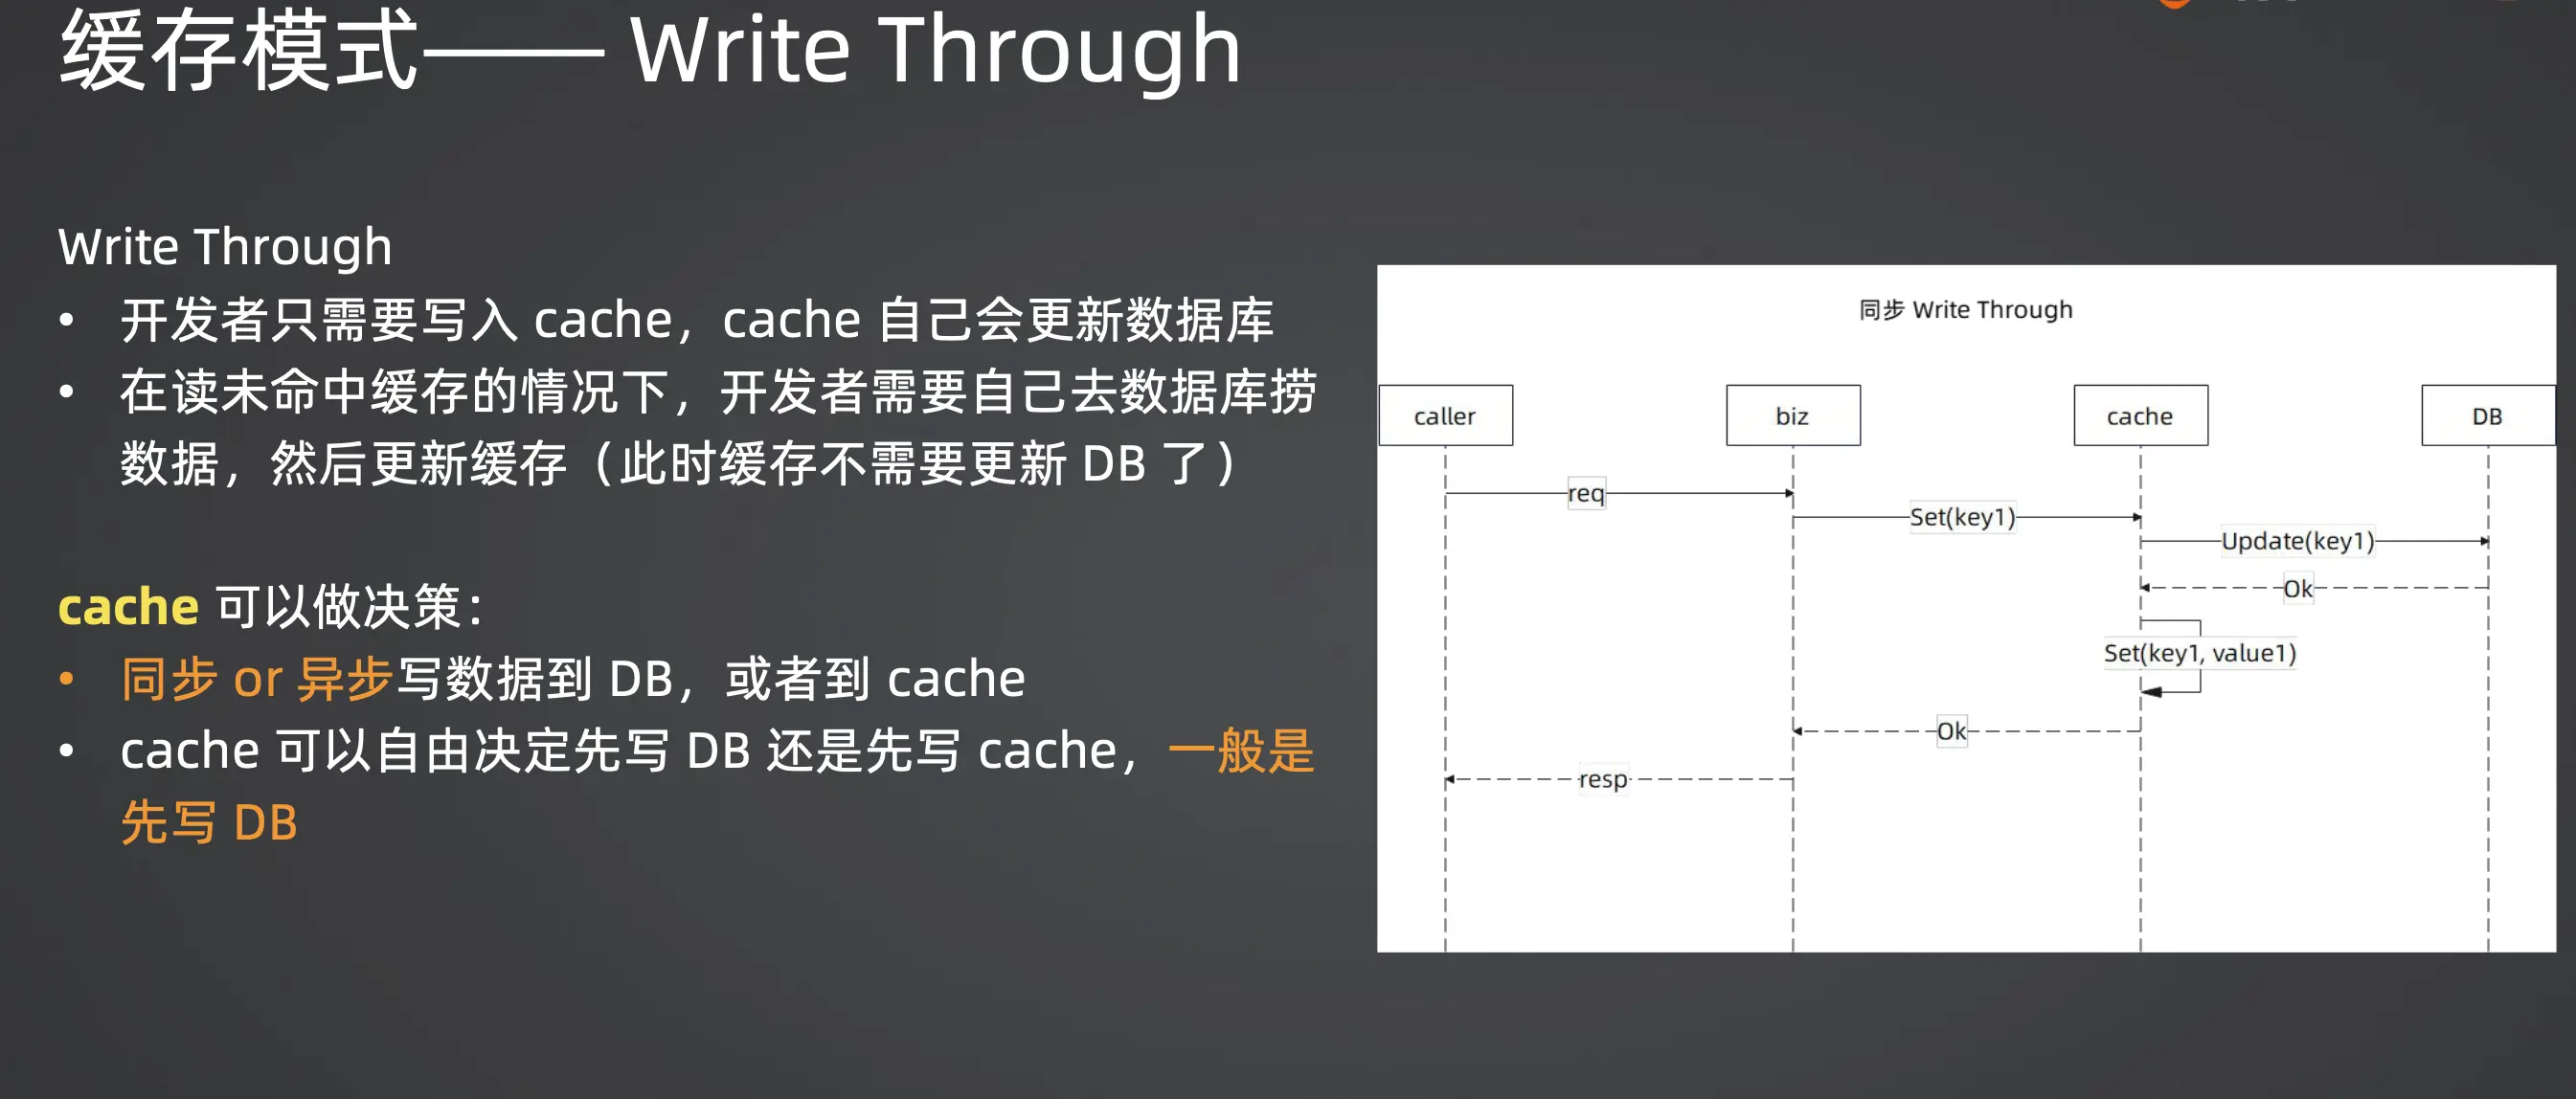 缓存模式—— Write Through
Write Through
• 开发者只需要写入 cache，cache 自己会更新数据库
• 在读未命中缓存的情况下，开发者需要自己去数据库捞
数据，然后更新缓存（此时缓存不需要更新 DB 了）
cache 可以做决策：
• 同步 or 异步写数据到 DB，或者到 cache
• cache 可以自由决定先写 DB 还是先写 cache，一般是
先写 DB
同步 Write Through
caller
biz
cache
DB
req
Set(key1)
Update(key1)
Ok
Set(key1, value1)
Ok
resp